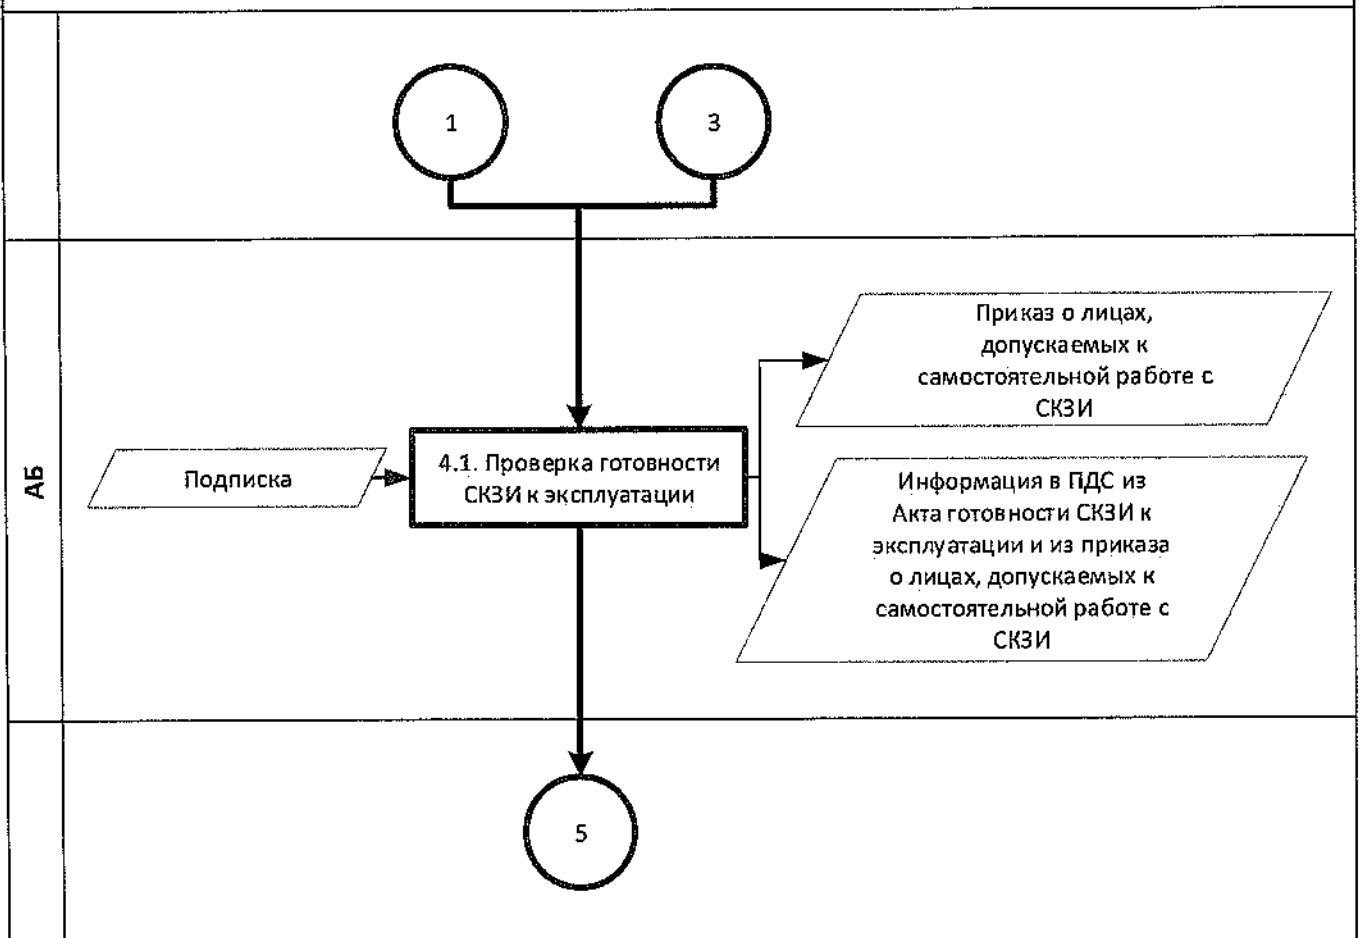 1
3
Приказ о лицах,
допускаемых к
самостоятельной работе с
СКЗИ
АБ
Подписка
4.1. Проверка готовности
СКЗИ к эксплуатации
Информация в ПДС из
Акта готовности СКЗИ к
эксплуатации и из приказа
о лицах, допускаемых к
самостоятельной работе с
СКЗИ
5